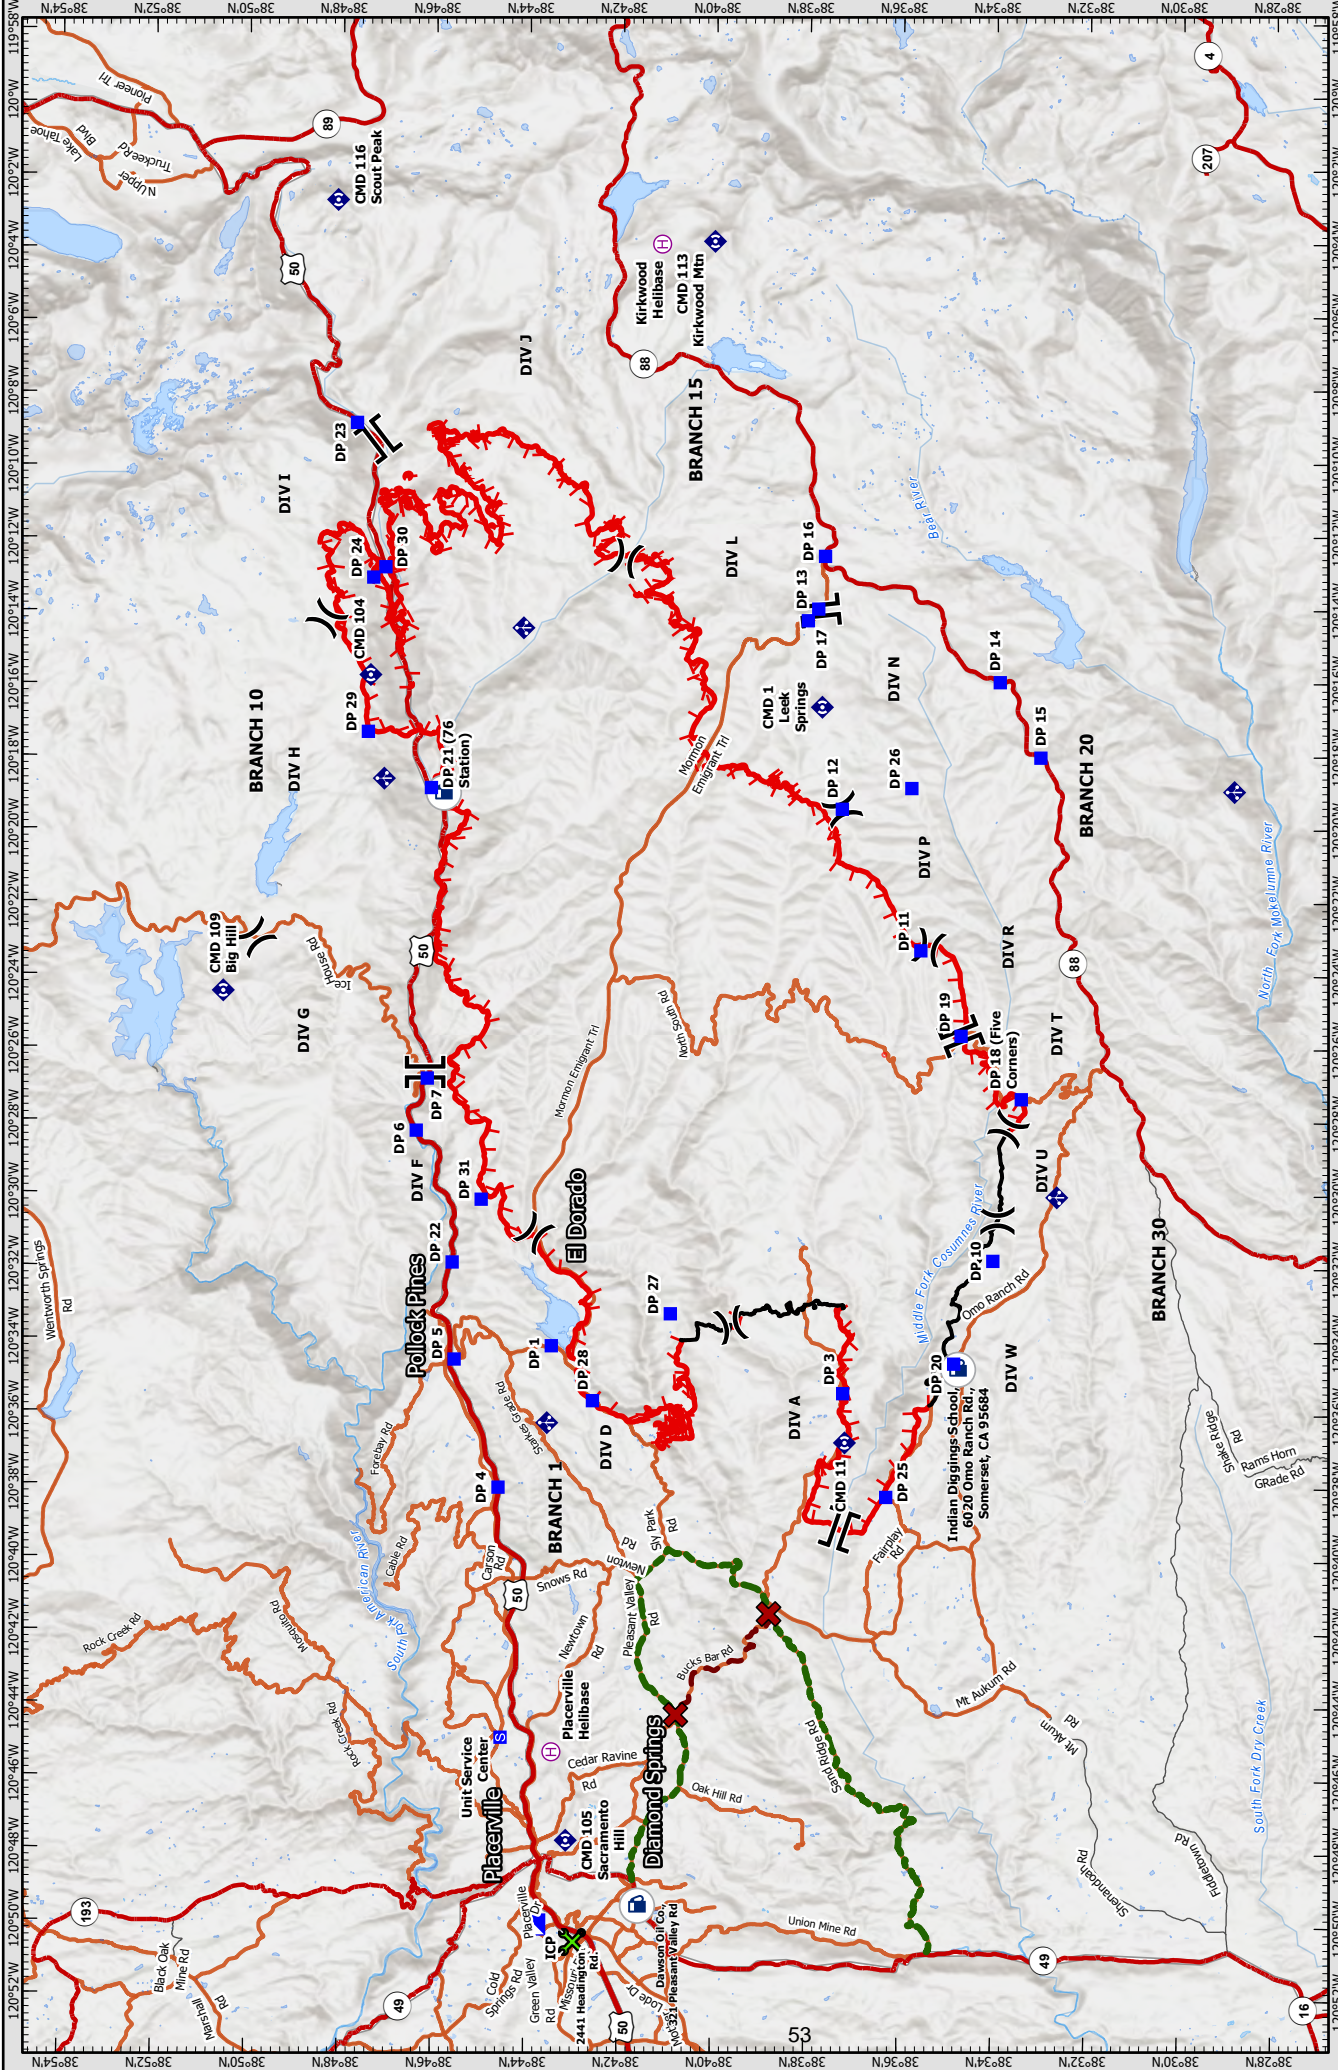 120°52'W 120°50'W 120°48'W 120°46'W 120°44'W 120°42'W 120°40'W 120°38'W 120°36'W 120°34'W 120°32'W 120°30'W 120°28'W 120°26'W 120°24'W 120°22'W 120°20'W 120°18'W 120°16'W 120°14'W 120°12'W 120°10'W 120°8'W 120°6'W 120°4'W 120°2'W 120°W 119°58'W
38°54'N
38°52'N
38°50'N
38°48'N
38°46'N
38°44'N
38°42'N
38°40'N
38°38'N
38°36'N
38°34'N
38°32'N
38°30'N
38°28'N
193
Black Oak
Mine Rd
Marshall
Rd
49
Rock Creek Rd
Mosquito Rd
Rock Creek Rd
Wentworth Springs
Rd
South Fork American River
Cable Rd
Forebay Rd
Pioneer Trl
Lake Tahoe
Blvd
N Upper
Truckee Rd
89
CMD 116
Scout Peak
50
CMD 109
Big Hill
Ice House Rd
DIV G
BRANCH 10
DIV H
DIV I
DP 29
CMD 104
DP 24
DP 30
DP 23
DIV J
DP 21 (76
Station)
50
DP 7
DP 6
DIV F
DP 31
DP 22
Pollock Pines
DP 5
DP 4
Carson
Rd
50
Snows Rd
Starkes Grade Rd
BRANCH 1
DP 1
DP 28
DIV D
El Dorado
Mormon Emigrant Trl
Mormon
Emigrant Trl
North South Rd
DP 27
Unit Service
Center
S
Placerville
H
Placerville
Helibase
Newtown
Rd
Newton
Rd
Sly Park
Rd
Pleasant Valley
Rd
Bucks Bar Rd
Cedar Ravine
Rd
CMD 105
Sacramento
Hill
Diamond Springs
Oak Hill Rd
Placerville
Dr
ICP
2441 Headington
Rd
Cold
Springs Rd
Green Valley
Rd
50
Dawson Oil Co,
321 Pleasant Valley Rd
Union Mine Rd
Sand Ridge Rd
49
16
53
Kirkwood
Helibase
H
CMD 113
Kirkwood Mtn
88
BRANCH 15
DIV L
DP 16
DP 13
DP 17
CMD 1
Leek
Springs
DIV N
DP 12
DP 26
DIV P
DP 11
DP 14
DP 15
BRANCH 20
Bear River
DIV R
88
DP 19
DP 18 (Five
Corners)
DIV T
DIV U
DP 10
Omo Ranch Rd
Middle Fork Cosumnes River
DIV A
DP 3
CMD 11
DP 25
DP 20
DIV W
Indian Diggings School,
6020 Omo Ranch Rd.,
Somerset, CA 95684
Fairplay
Rd
Mt Aukum Rd
Mt Akum
Rd
BRANCH 30
Shake Ridge
Rd
Rams Horn
GRade Rd
Shenandoah Rd
Fiddletown Rd
South Fork Dry Creek
North Fork Mokelumne River
4
207